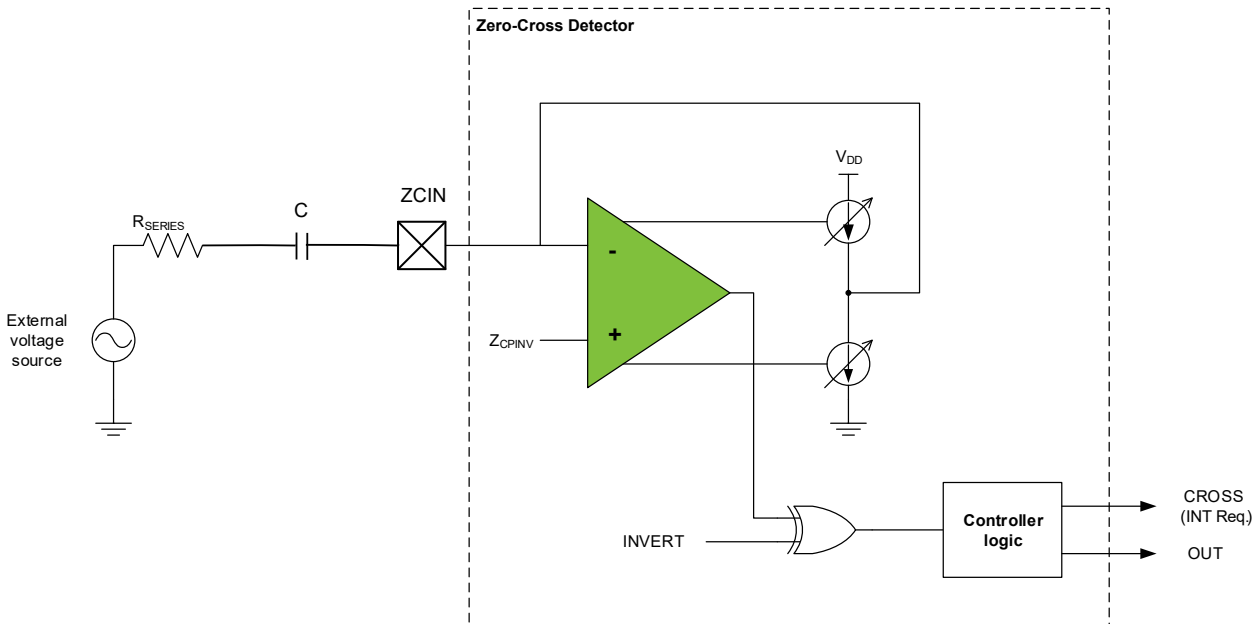 Zero-Cross Detector
VDD
ZCIN
C
RSERIES
-
External
voltage
source
ZCPINV
+
CROSS
(INT Req.)
Controller
logic
INVERT
OUT